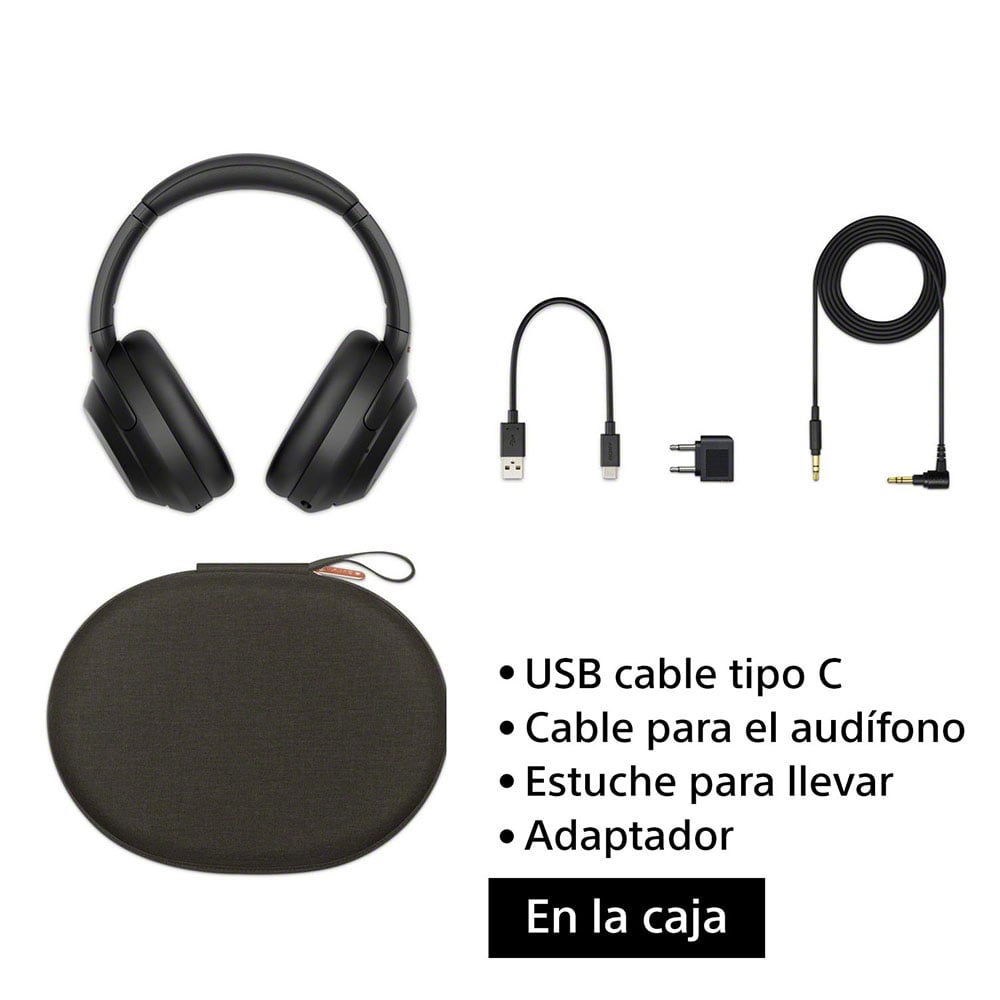 • USB cable tipo C
• Cable para el audífono
• Estuche para llevar
• Adaptador
En la caja